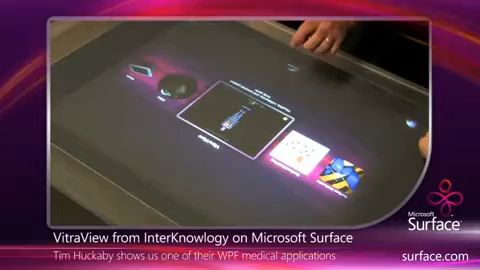 VitraView
Microsoft
Surface
VitraView from InterKnowlogy on Microsoft Surface
Tim Huckaby shows us one of their WPF medical applications
surface.com